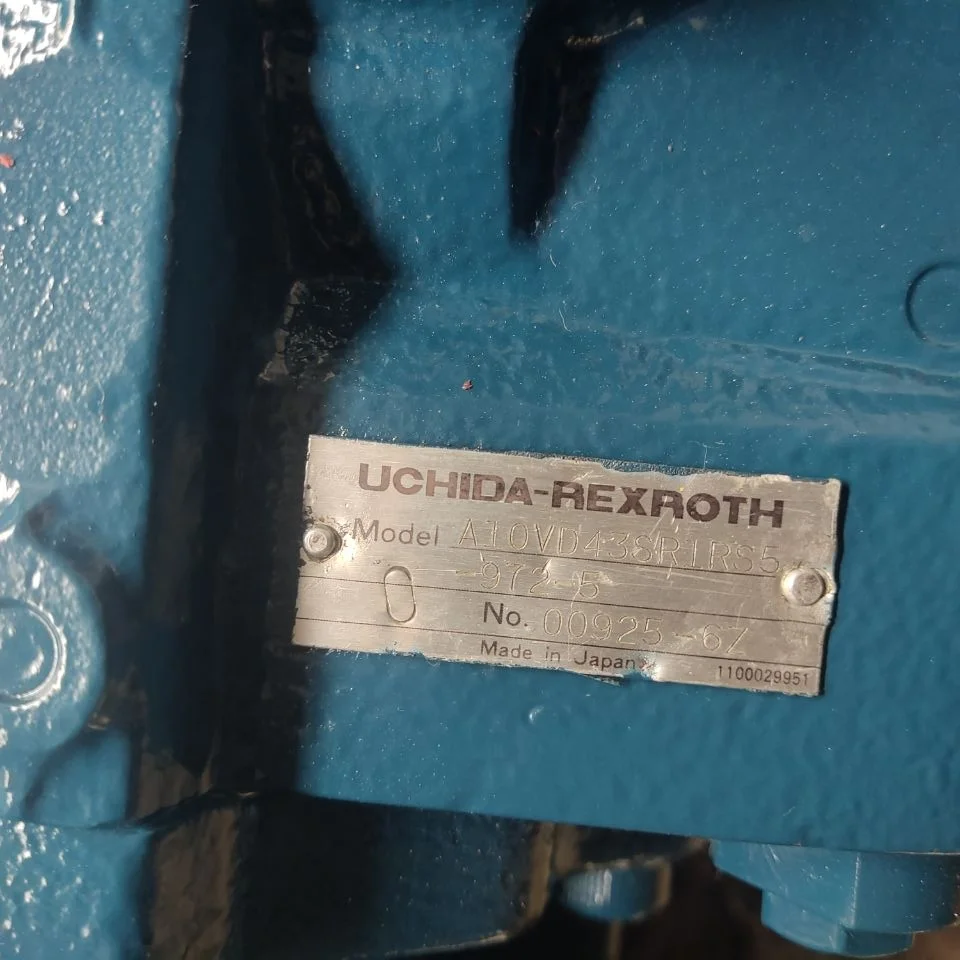 UCHIDA-REXROTH
Model A10VD43SR1RS5
-972-5
No. 00925-6Z
Made in Japan
1100029951